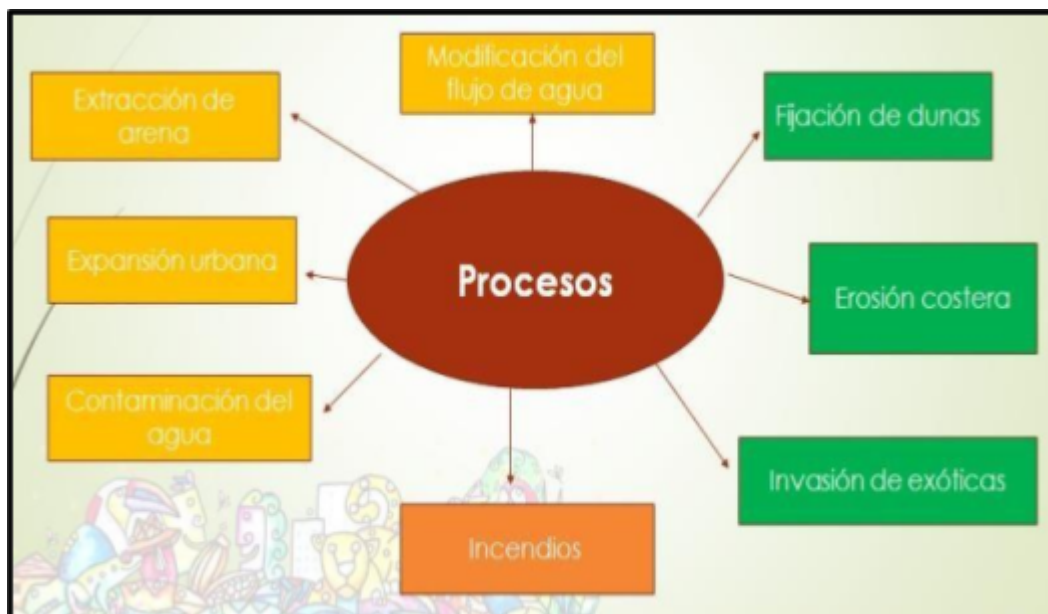 Modificación del
flujo de agua
Extracción de
arena
Fijación de dunas
Expansión urbana
Procesos
Erosión costera
Contaminación del
agua
Invasión de exóticas
Incendios